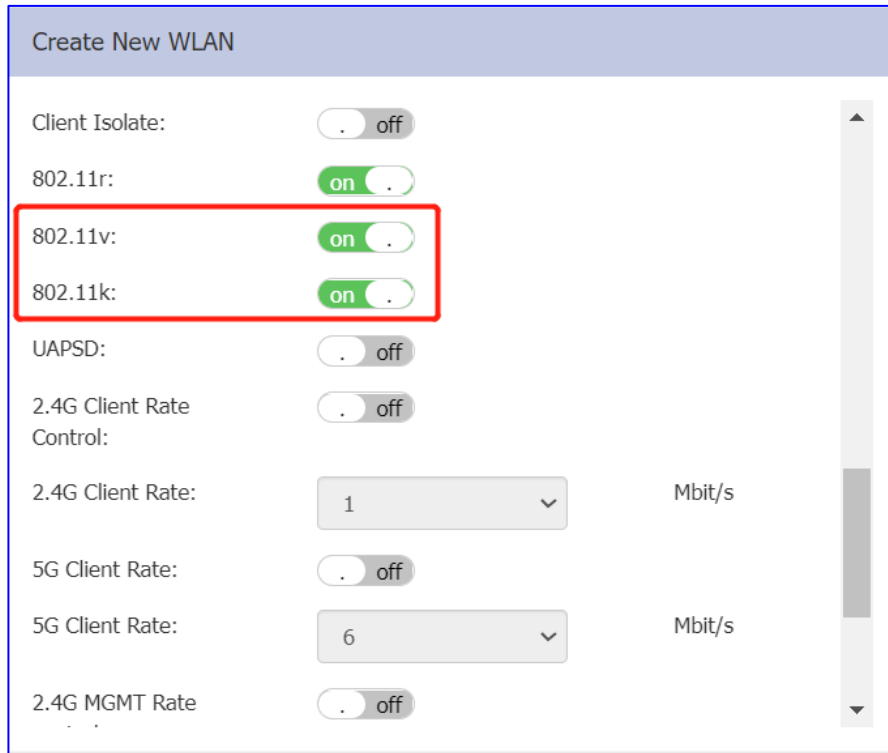 Create New WLAN
Client Isolate: . off
802.11r: on .
802.11v: on .
802.11k: on .
UAPSD: . off
2.4G Client Rate . off
Control:
2.4G Client Rate: 1 Mbit/s
5G Client Rate: . off
5G Client Rate: 6 Mbit/s
2.4G MGMT Rate . off